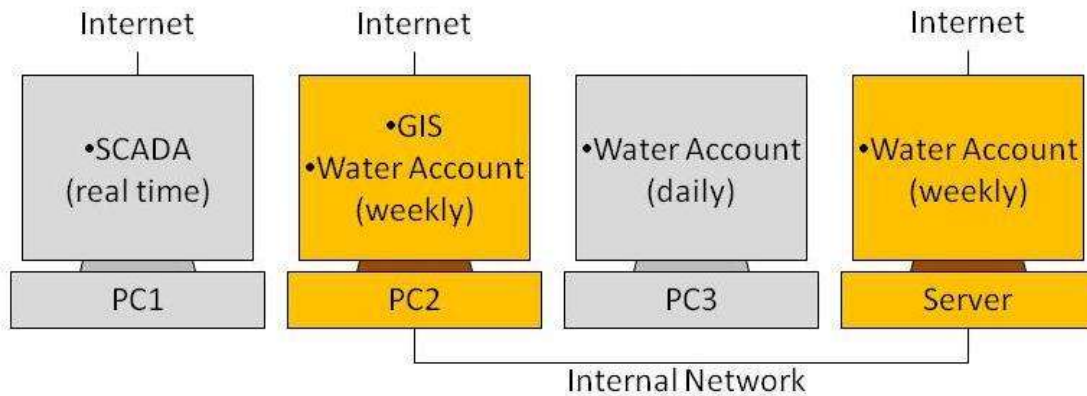 Internet
Internet
Internet
•SCADA
(real time)
•GIS
•Water Account
(weekly)
•Water Account
(daily)
•Water Account
(weekly)
PC1
PC2
PC3
Server
Internal Network